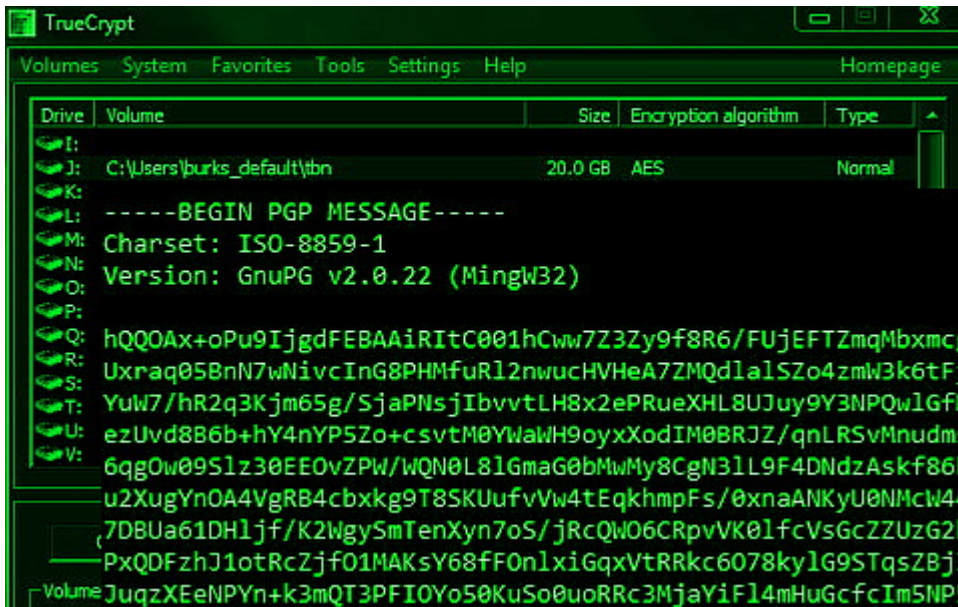 TrueCrypt
Volumes System Favorites Tools Settings Help Homepage
Drive Volume Size Encryption algorithm Type
I:
J: C:\Users\burks_default\tbn 20.0 GB AES Normal
K:
L:
M:
N:
O:
P:
Q:
R:
S:
T:
U:
V:
-----BEGIN PGP MESSAGE-----
Charset: ISO-8859-1
Version: GnuPG v2.0.22 (MingW32)
hQQOAx+oPu9IjgdFEBAAiRItC001hCww7Z3Zy9f8R6/FUjEFTZmqMbxmc
Uxraq05BnN7wNivcInG8PHMfuRl2nwucHVHeA7ZMQdlalSZo4zmW3k6tF
YuW7/hR2q3Kjm65g/SjaPNsjIbvvtLH8x2ePRueXHL8UJuy9Y3NPQwlGf
ezUvd8B6b+hY4nYP5Zo+csvtM0YWaWH9oyxXodIM0BRJZ/qnLRSvMnudm
6qgOw09Slz30EEOvZPW/WQN0L8lGmaG0bMwMy8CgN3lL9F4DNdzAskf86
u2XugYnOA4VgRB4cbxkg9T8SKUufvVw4tEqkhmpFs/0xnaANKyU0NMcW4
7DBUa61DHljf/K2WgySmTenXyn7oS/jRcQWO6CRpvVK0lfcVsGcZZUzG2
PxQDFzhJ1otRcZjfO1MAKsY68fFOnlxiGqxVtRRkc6O78kylG9STqsZBj
Volume JuqzXEeNPYn+k3mQT3PFIOYo50KuSo0uoRRc3MjaYiFl4mHuGcfcIm5NP